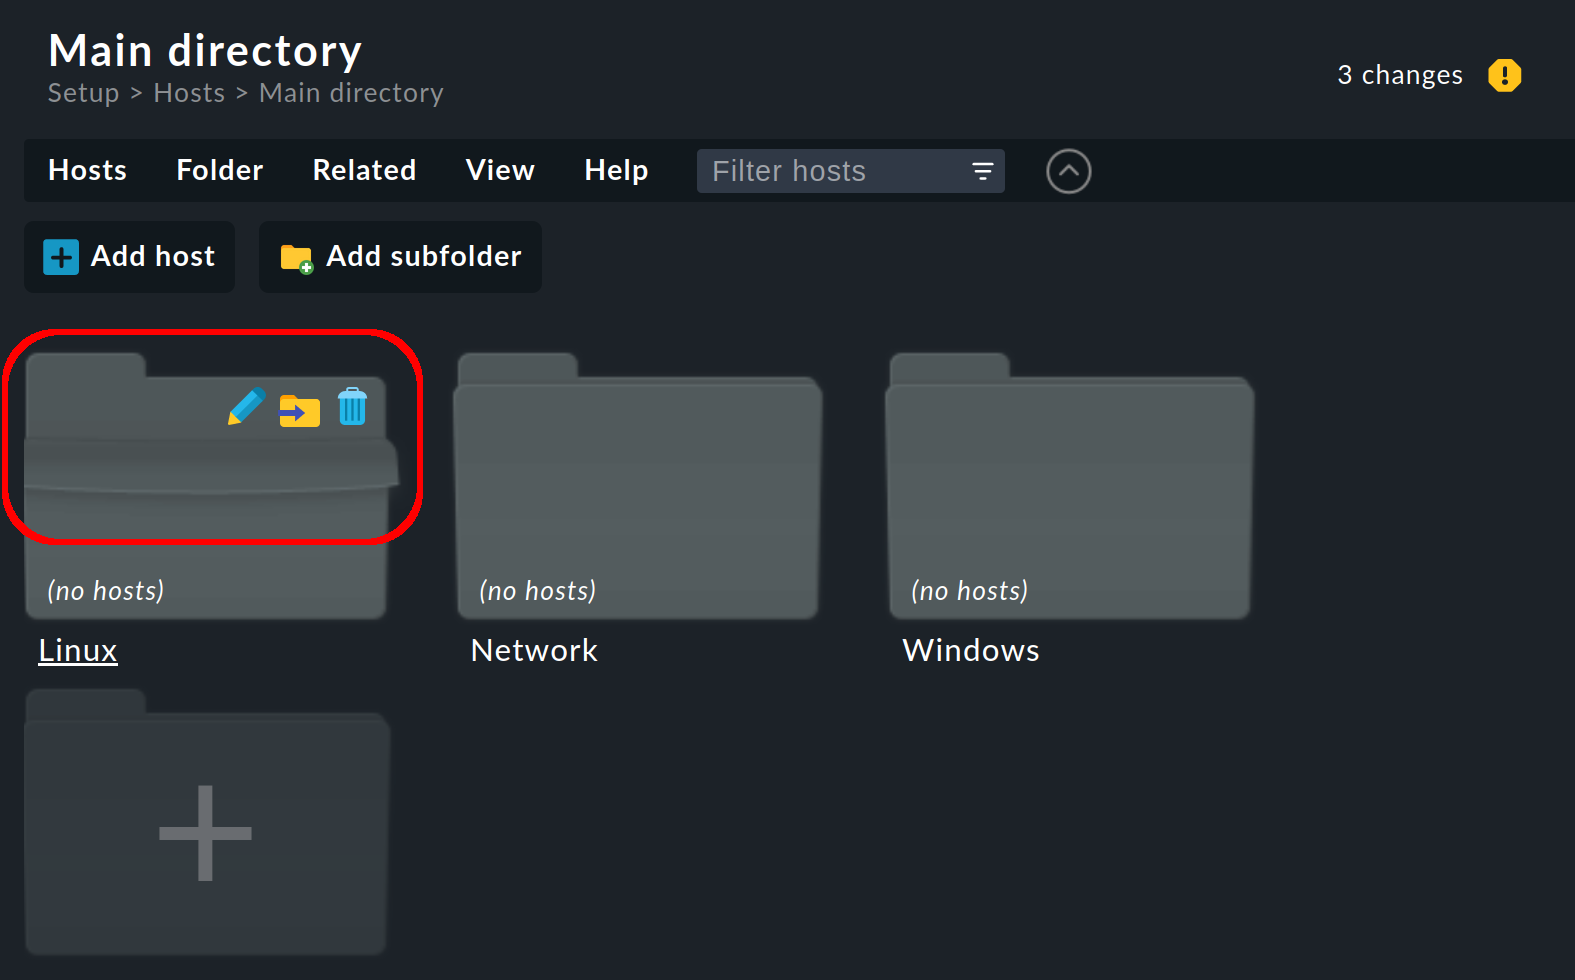 Main directory
Setup > Hosts > Main directory
3 changes
Hosts Folder Related View Help Filter hosts
Add host Add subfolder
(no hosts) (no hosts) (no hosts)
Linux Network Windows